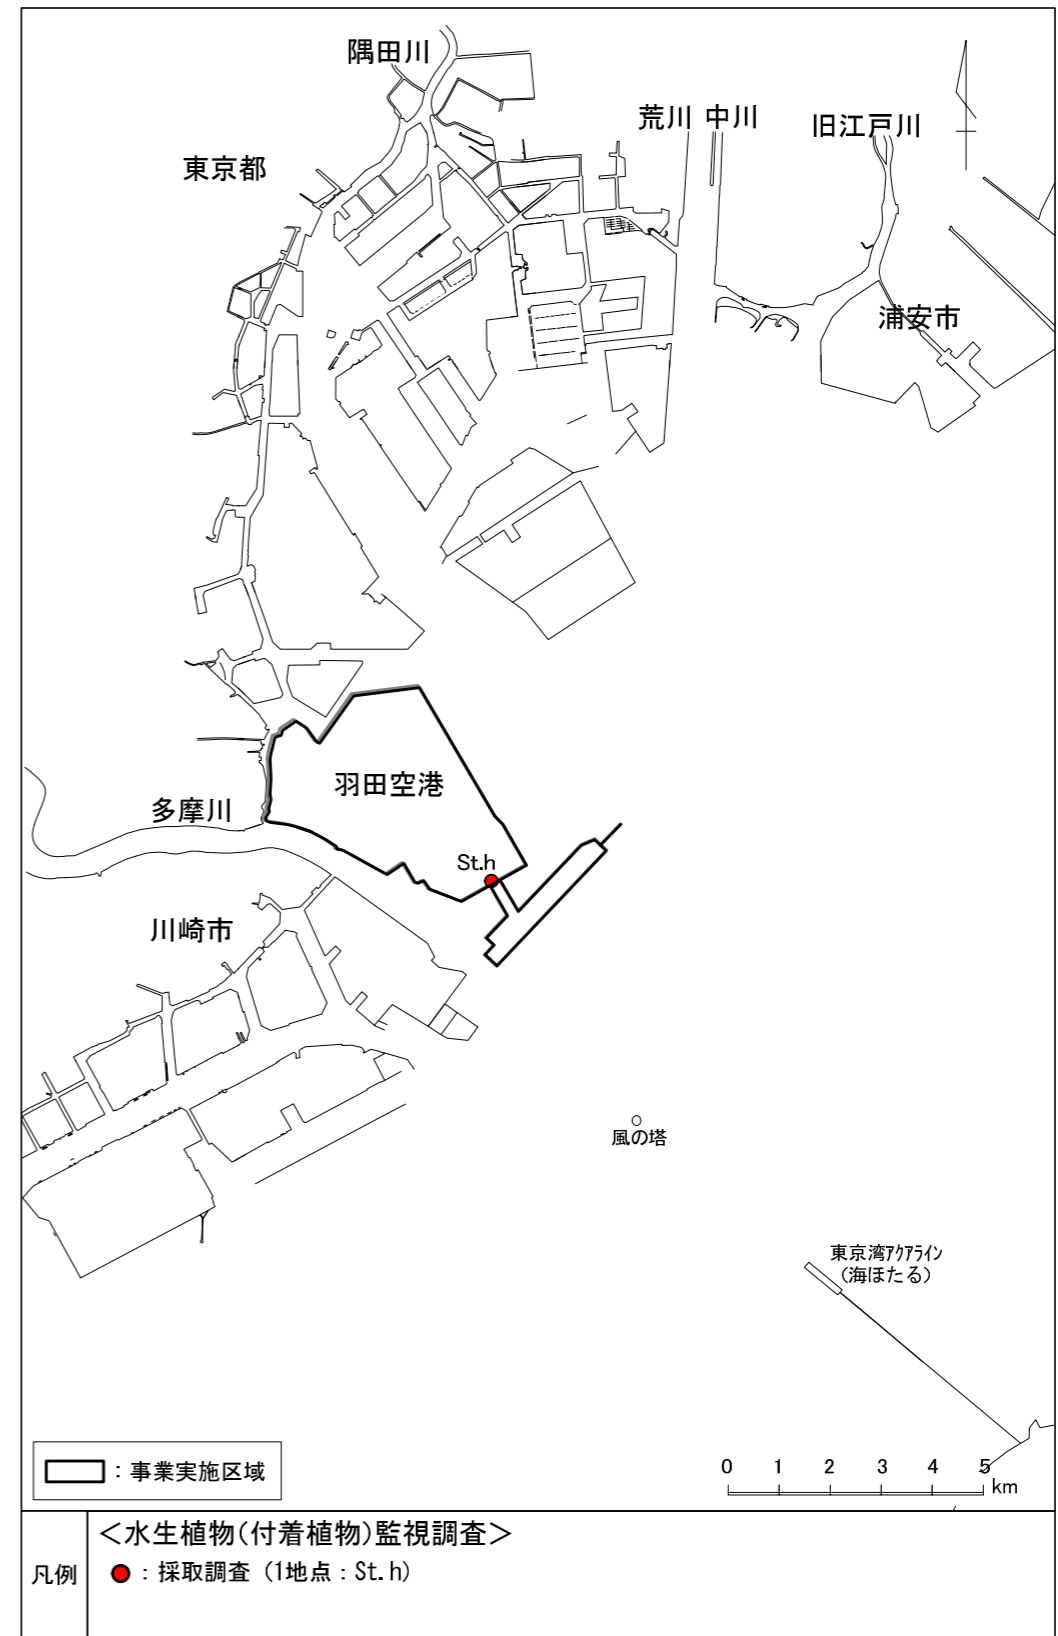 隅田川
荒川 中川
旧江戸川
東京都
浦安市
羽田空港
多摩川
St.h
川崎市
風の塔
東京湾アクアライン
(海ほたる)
：事業実施区域
0 1 2 3 4 5
km
凡例
＜水生植物(付着植物)監視調査＞
●：採取調査 (1地点：St.h)